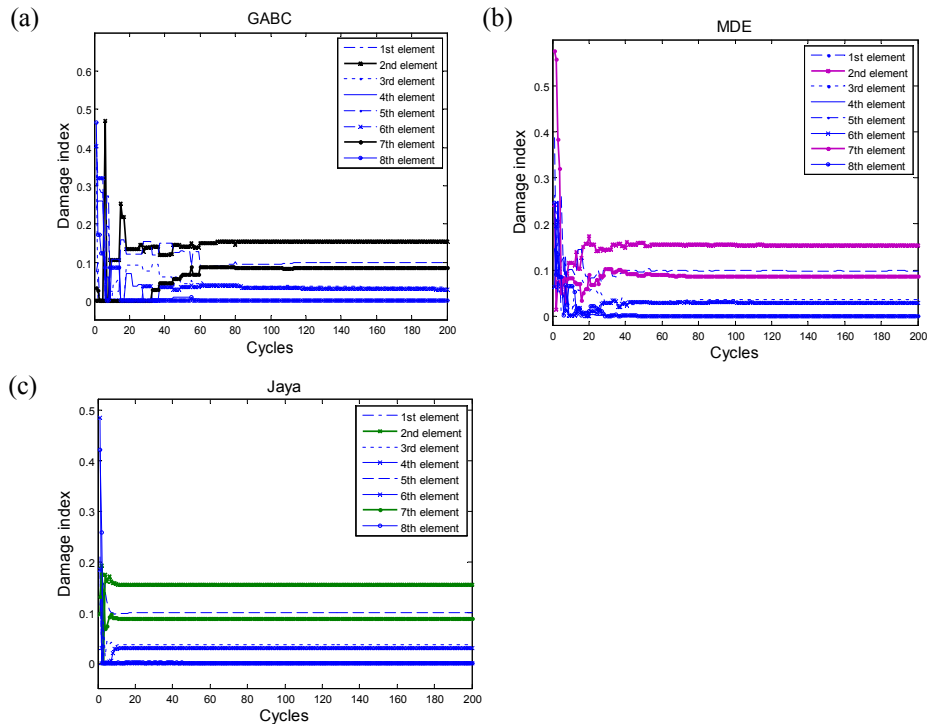 (a)
GABC
0.6
0.5
0.4
0.3
0.2
0.1
0
Damage index
0 20 40 60 80 100 120 140 160 180 200
Cycles
1st element
2nd element
3rd element
4th element
5th element
6th element
7th element
8th element
(b)
MDE
0.5
0.4
0.3
0.2
0.1
0
Damage index
0 20 40 60 80 100 120 140 160 180 200
Cycles
1st element
2nd element
3rd element
4th element
5th element
6th element
7th element
8th element
(c)
Jaya
0.5
0.4
0.3
0.2
0.1
0
Damage index
0 20 40 60 80 100 120 140 160 180 200
Cycles
1st element
2nd element
3rd element
4th element
5th element
6th element
7th element
8th element